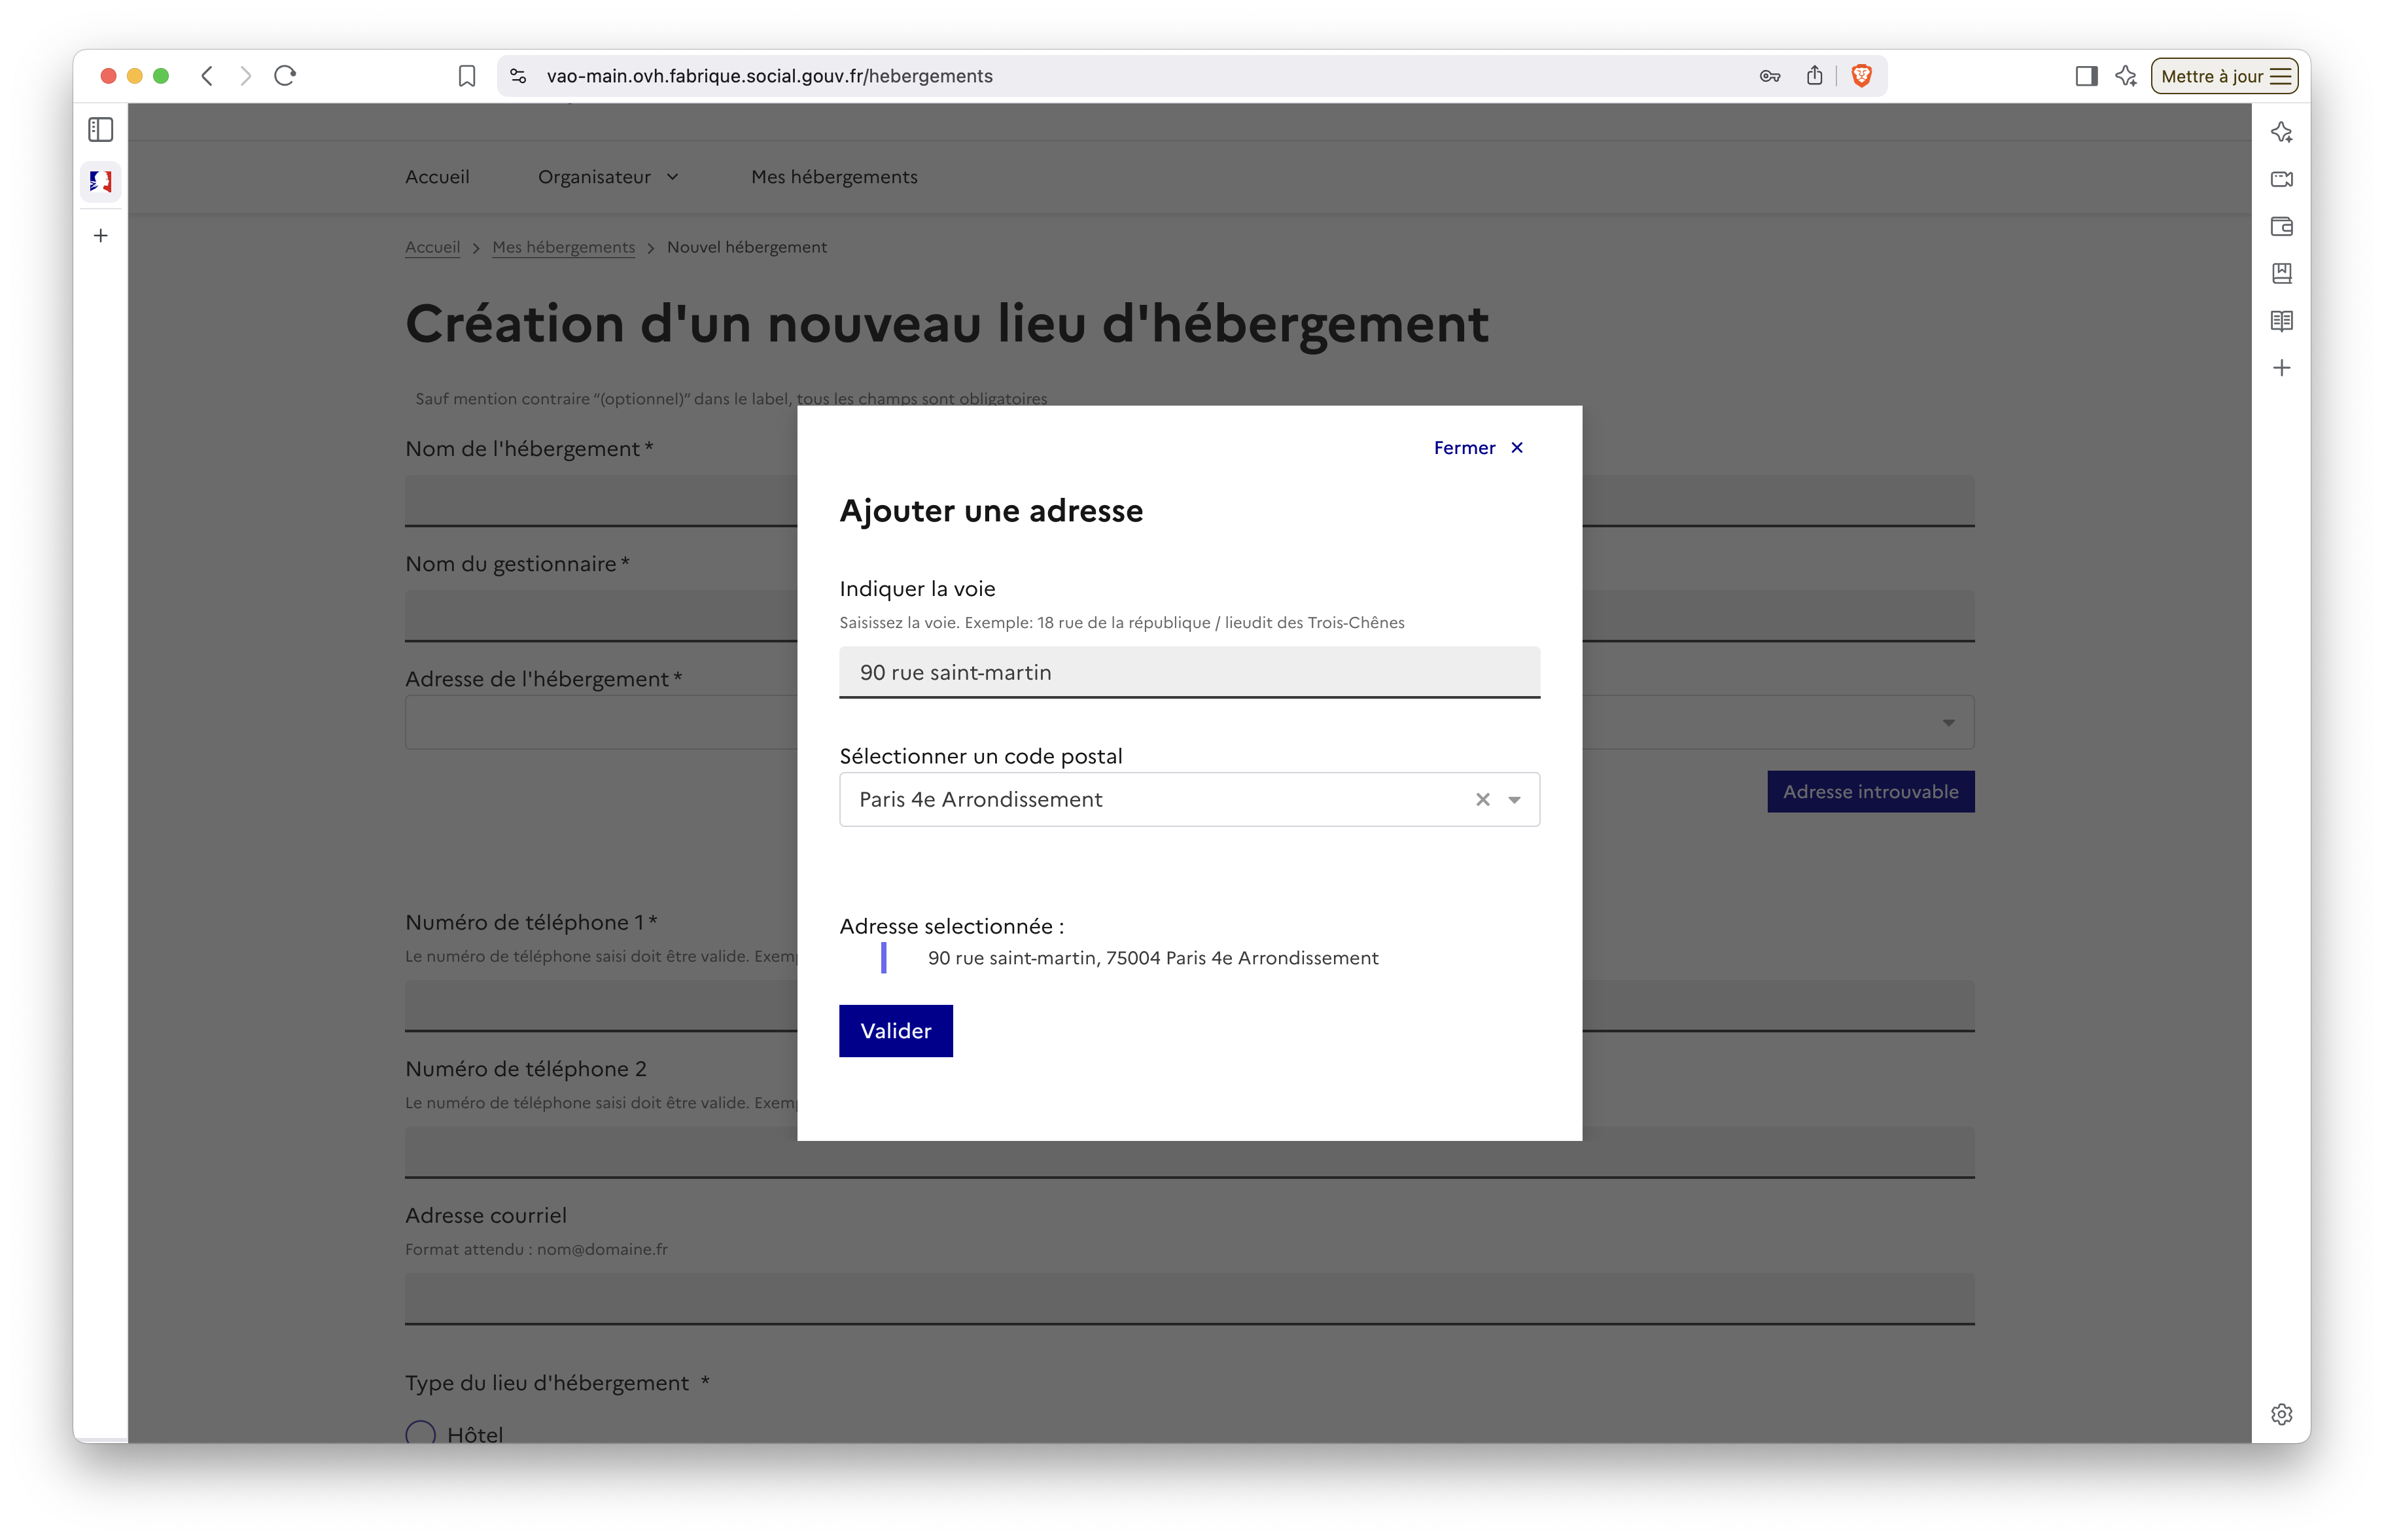 vao-main.ovh.fabrique.social.gouv.fr/hebergements
Mettre à jour
Accueil
Organisateur
Mes hébergements
Accueil > Mes hébergements > Nouvel hébergement
Création d'un nouveau lieu d'hébergement
Sauf mention contraire “(optionnel)” dans le label, tous les champs sont obligatoires
Nom de l'hébergement *
Nom du gestionnaire *
Adresse de l'hébergement *
Adresse introuvable
Numéro de téléphone 1 *
Le numéro de téléphone saisi doit être valide. Exemp
Numéro de téléphone 2
Le numéro de téléphone saisi doit être valide. Exemp
Adresse courriel
Format attendu : nom@domaine.fr
Type du lieu d'hébergement *
Hôtel
Fermer ×
Ajouter une adresse
Indiquer la voie
Saisissez la voie. Exemple: 18 rue de la république / lieudit des Trois-Chênes
90 rue saint-martin
Sélectionner un code postal
Paris 4e Arrondissement
Adresse selectionnée :
90 rue saint-martin, 75004 Paris 4e Arrondissement
Valider